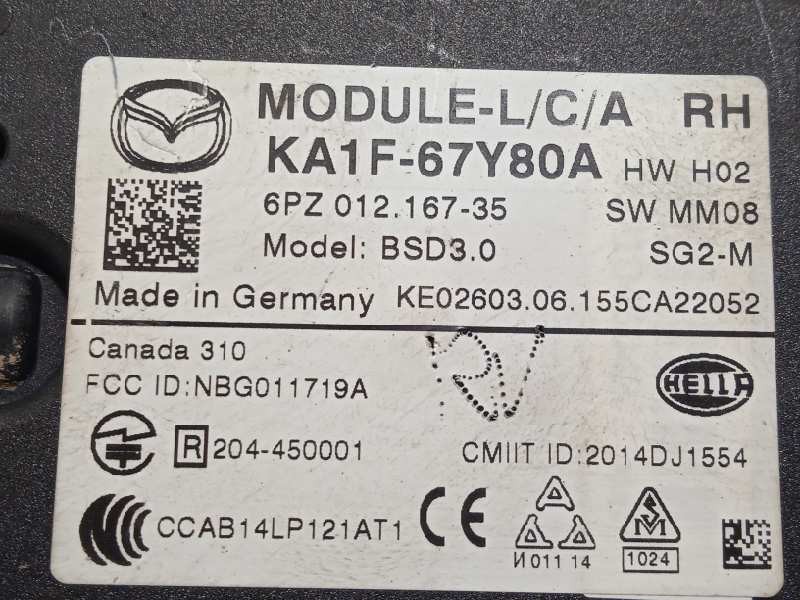 MODULE-L/C/A RH
KA1F-67Y80A HW H02
6PZ 012.167-35 SW MM08
Model: BSD3.0 SG2-M
Made in Germany KE02603.06.155CA22052
Canada 310
FCC ID:NBG011719A
HELLA
R 204-450001 CMIIT ID:2014DJ1554
CCAB14LP121AT1 CE
И011 14
1024